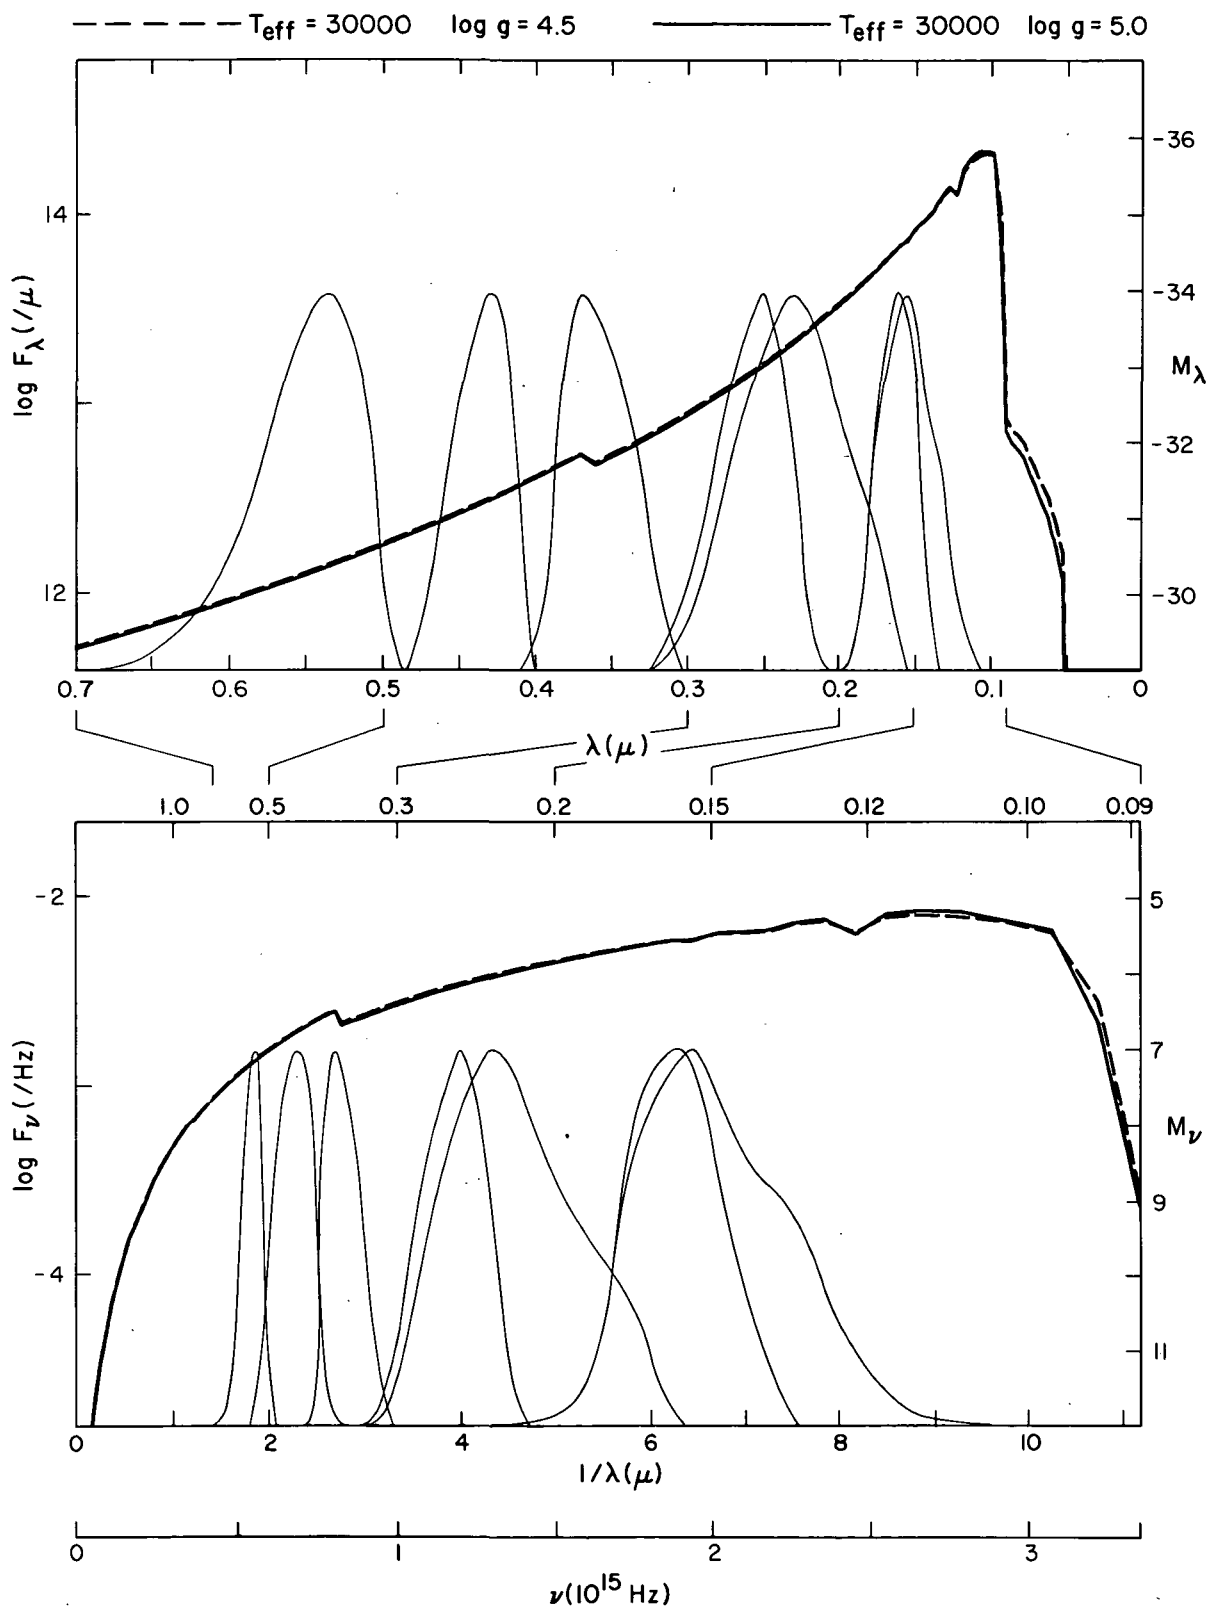 T_eff = 30000 log g = 4.5 T_eff = 30000 log g = 5.0
-36
14
-34
log F_λ (/μ)
M_λ
-32
12
-30
0.7 0.6 0.5 0.4 0.3 0.2 0.1 0
λ(μ)
1.0 0.5 0.3 0.2 0.15 0.12 0.10 0.09
-2 5
7
log F_ν (/Hz)
M_ν
9
-4
11
0 2 4 6 8 10
1/λ(μ)
0 1 2 3
ν(10^15 Hz)